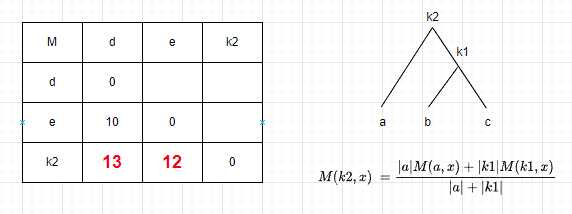 M d e k2
d 0
e 10 0
k2 13 12 0
k2
k1
a b c
M(k2, x) = |a|M(a, x) + |k1|M(k1, x)
|a| + |k1|